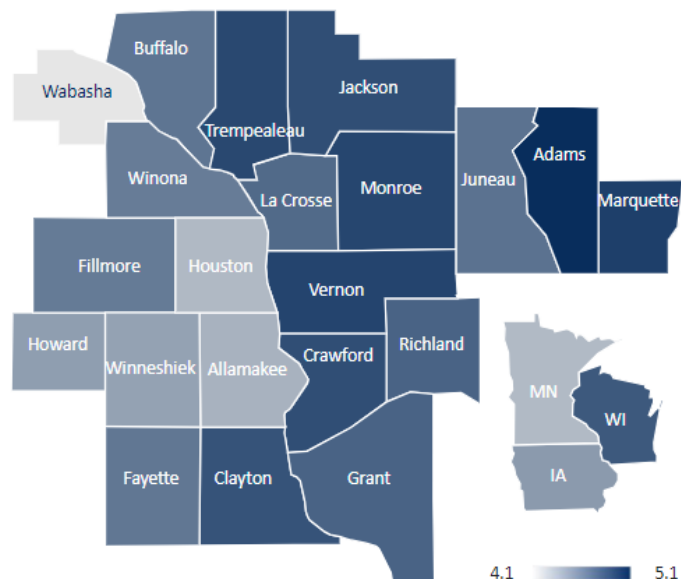 Buffalo
Wabasha
Jackson
Trempealeau
Adams
Winona
Juneau
La Crosse
Monroe
Marquette
Fillmore
Houston
Vernon
Howard
Winneshiek
Allamakee
Crawford
Richland
MN
WI
Fayette
Clayton
Grant
IA
4.1
5.1